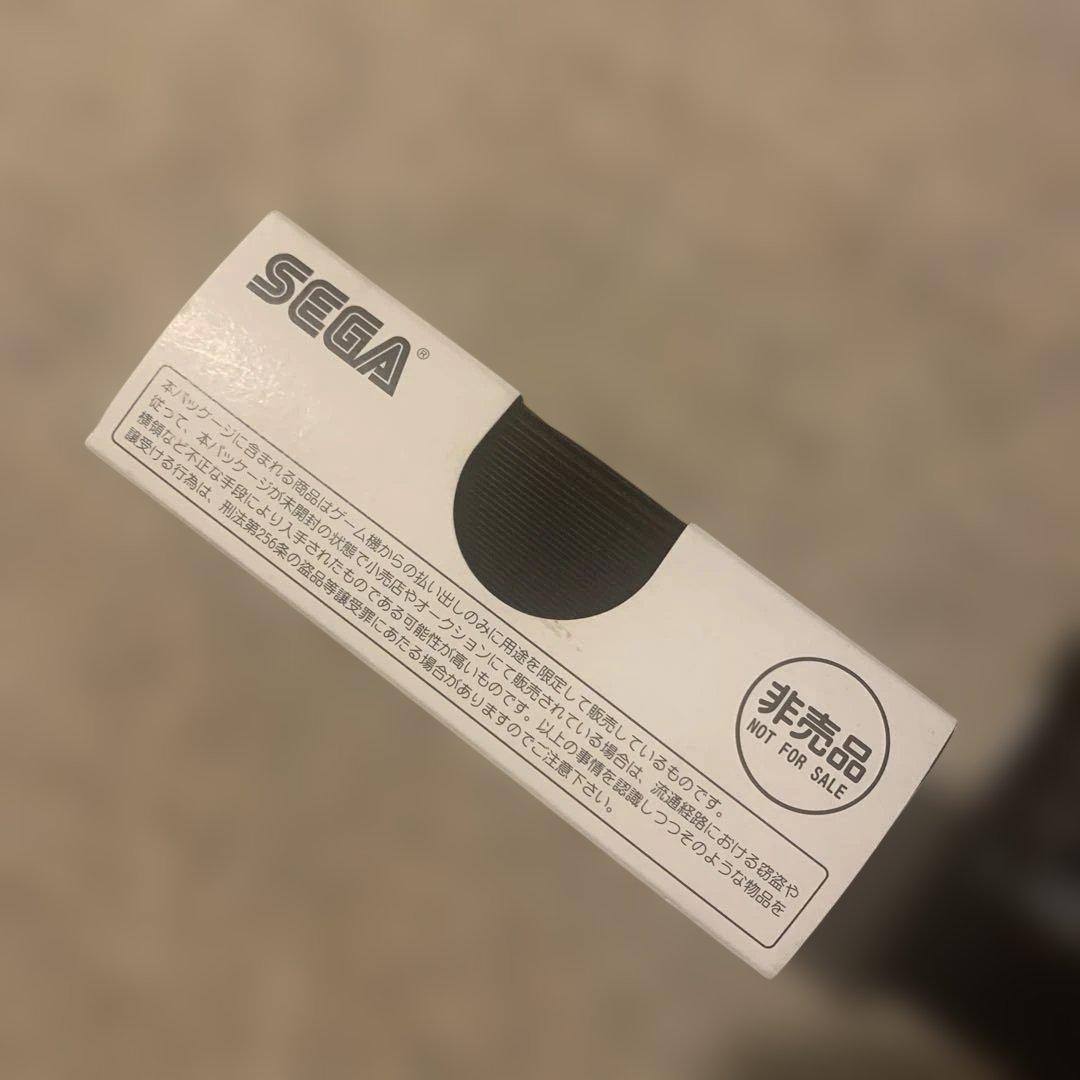 SEGA®
本パッケージに含まれる商品はゲーム機からの払い出しのみに用途を限定して販売しているものです。
従って、本パッケージが未開封の状態で小売店やオークションにて販売されている場合は、流通経路における窃盗や
横領など不正な手段により入手されたものである可能性が高いものです。以上の事情を認識しつつそのような物品を
譲受ける行為は、刑法第256条の盗品等譲受罪にあたる場合がありますのでご注意下さい。
非売品
NOT FOR SALE